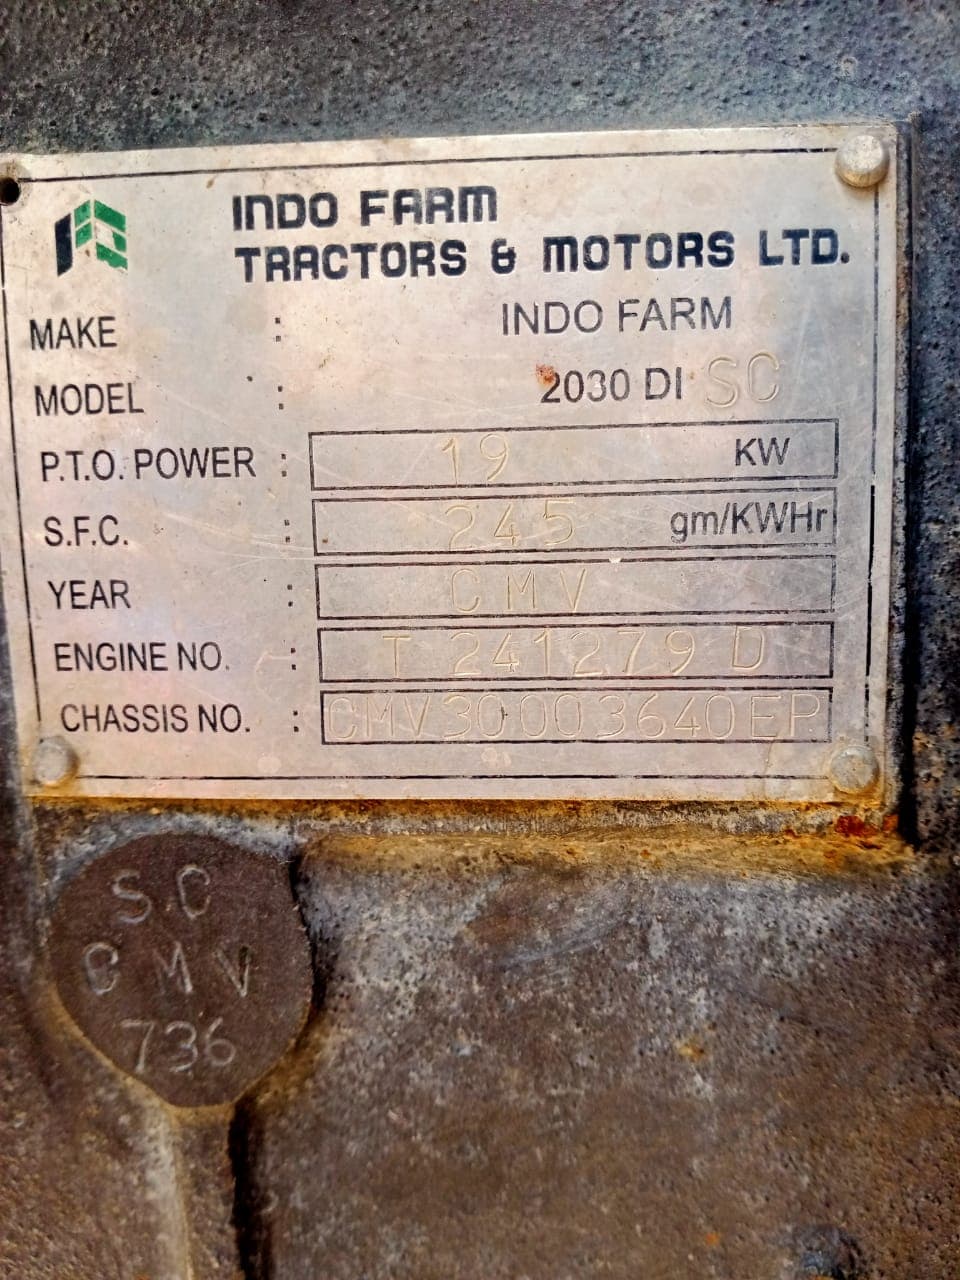 INDO FARM
TRACTORS & MOTORS LTD.
MAKE : INDO FARM
MODEL : 2030 DI SC
P.T.O. POWER : 19 KW
S.F.C. : 245 gm/KWHr
YEAR : CMV
ENGINE NO. : T 241279 D
CHASSIS NO. : CMV30003640EP
S.C
CMV
736